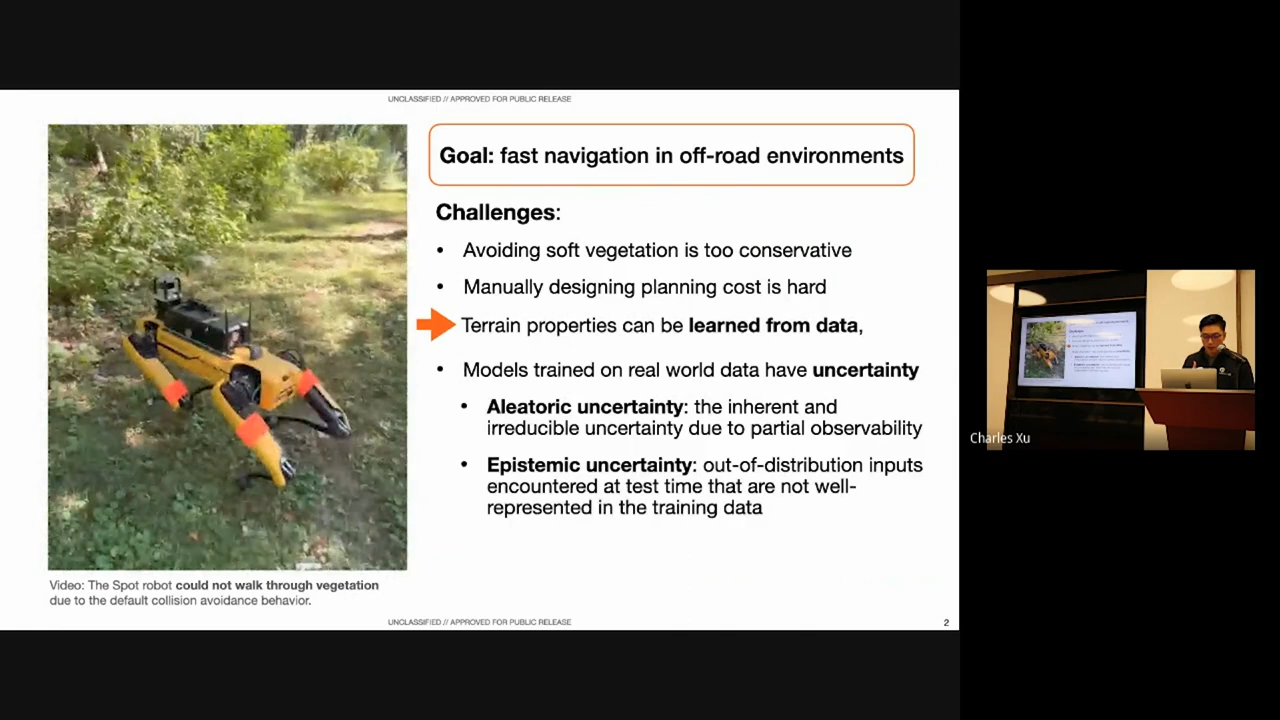 UNCLASSIFIED // APPROVED FOR PUBLIC RELEASE
Goal: fast navigation in off-road environments
Challenges:
• Avoiding soft vegetation is too conservative
• Manually designing planning cost is hard
Terrain properties can be learned from data,
• Models trained on real world data have uncertainty
• Aleatoric uncertainty: the inherent and
irreducible uncertainty due to partial observability
• Epistemic uncertainty: out-of-distribution inputs
encountered at test time that are not well-
represented in the training data
Video: The Spot robot could not walk through vegetation
due to the default collision avoidance behavior.
UNCLASSIFIED // APPROVED FOR PUBLIC RELEASE
2
Charles Xu